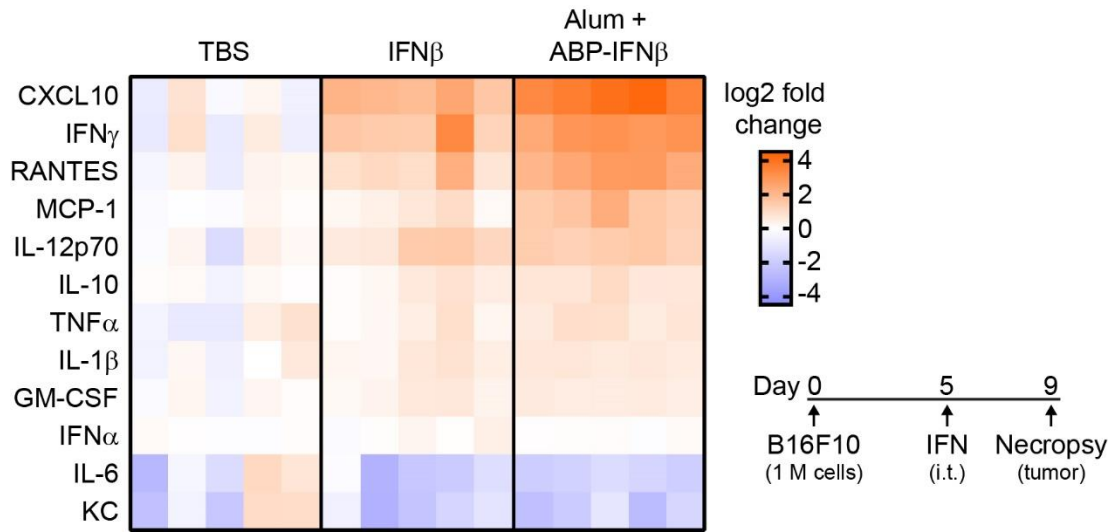 TBS
IFNβ
Alum +
ABP-IFNβ
CXCL10
IFNγ
RANTES
MCP-1
IL-12p70
IL-10
TNFα
IL-1β
GM-CSF
IFNα
IL-6
KC
log2 fold
change
4
2
0
-2
-4
Day 0 5 9
B16F10 IFN Necropsy
(1 M cells) (i.t.) (tumor)